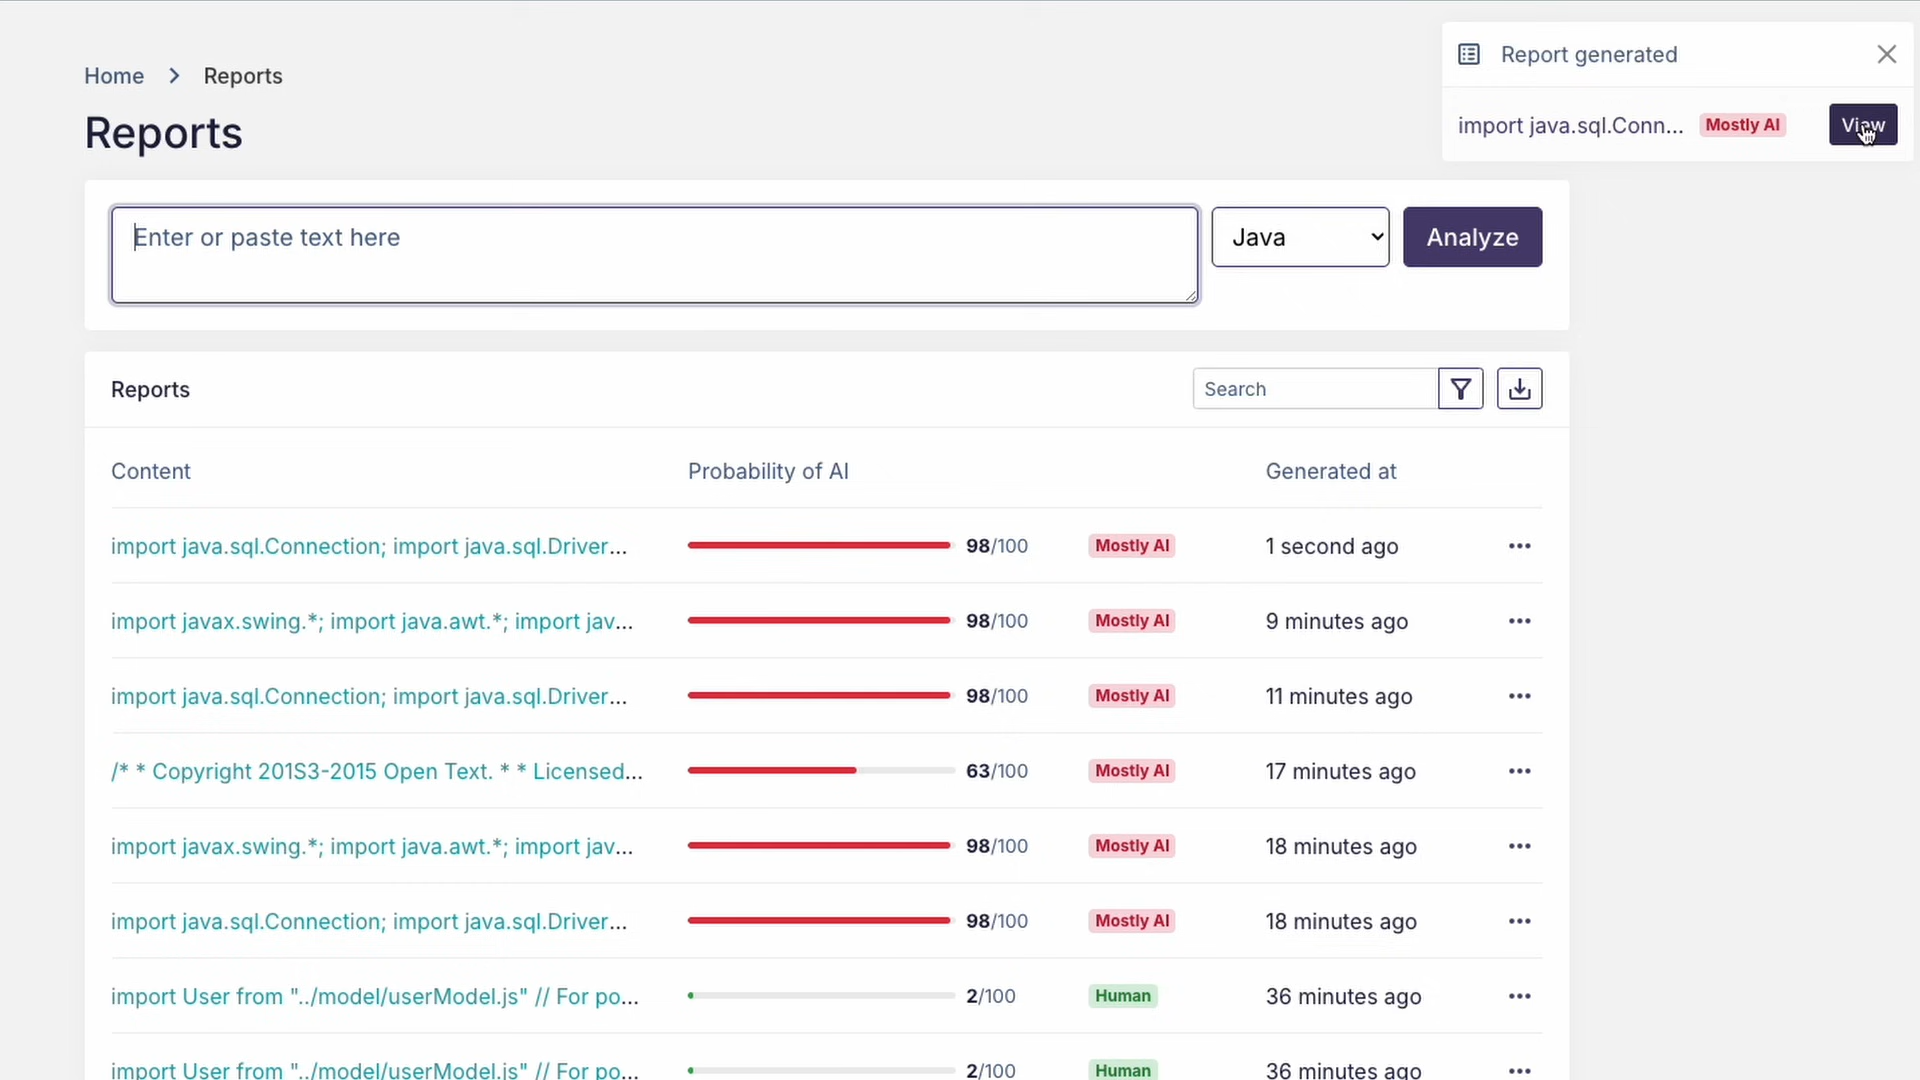 Home > Reports
Reports
Report generated
import java.sql.Conn... Mostly AI View
Enter or paste text here
Java
Analyze
Reports
Search
Content Probability of AI Generated at
import java.sql.Connection; import java.sql.Driver... 98/100 Mostly AI 1 second ago
import javax.swing.*; import java.awt.*; import jav... 98/100 Mostly AI 9 minutes ago
import java.sql.Connection; import java.sql.Driver... 98/100 Mostly AI 11 minutes ago
/* * Copyright 201S3-2015 Open Text. * * Licensed... 63/100 Mostly AI 17 minutes ago
import javax.swing.*; import java.awt.*; import jav... 98/100 Mostly AI 18 minutes ago
import java.sql.Connection; import java.sql.Driver... 98/100 Mostly AI 18 minutes ago
import User from "../model/userModel.js" // For po... 2/100 Human 36 minutes ago
import User from "../model/userModel.js" // For po... 2/100 Human 36 minutes ago